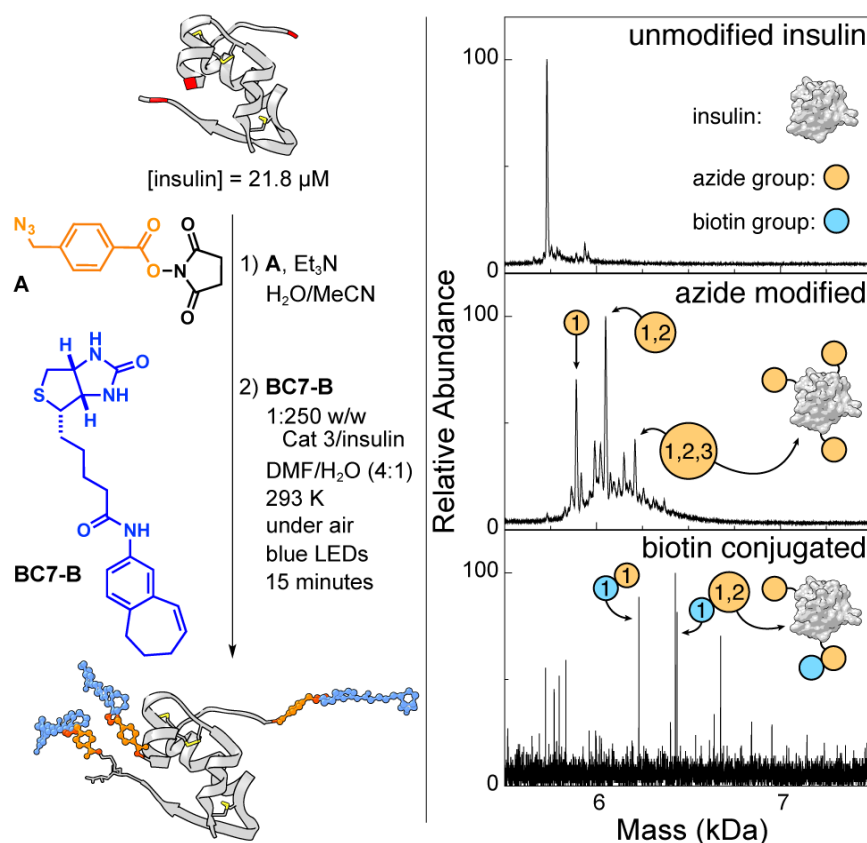 [insulin] = 21.8 µM
N₃
O
O
O
N
O
A
1) A, Et₃N
H₂O/MeCN
H
H
N
O
S
NH
H
O
NH
BC7-B
2) BC7-B
1:250 w/w
Cat 3/insulin
DMF/H₂O (4:1)
293 K
under air
blue LEDs
15 minutes
Relative Abundance
100
0
unmodified insulin
insulin:
azide group:
biotin group:
100
0
azide modified
1
1,2
1,2,3
100
0
biotin conjugated
1
1
1
1,2
6
7
Mass (kDa)